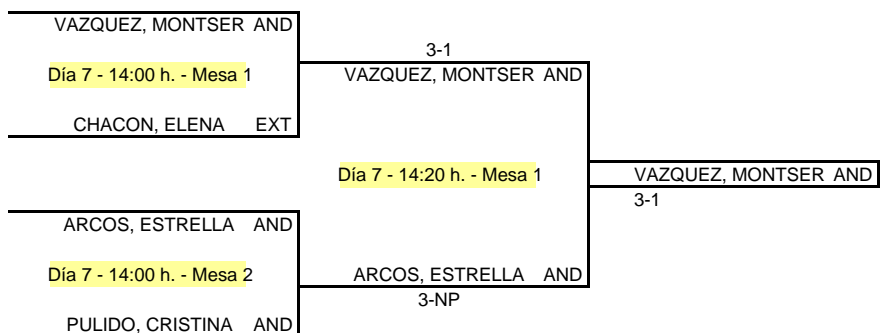 VAZQUEZ, MONTSER AND
3-1
Día 7 - 14:00 h. - Mesa 1
VAZQUEZ, MONTSER AND
CHACON, ELENA EXT
Día 7 - 14:20 h. - Mesa 1
VAZQUEZ, MONTSER AND
3-1
ARCOS, ESTRELLA AND
Día 7 - 14:00 h. - Mesa 2
ARCOS, ESTRELLA AND
3-NP
PULIDO, CRISTINA AND